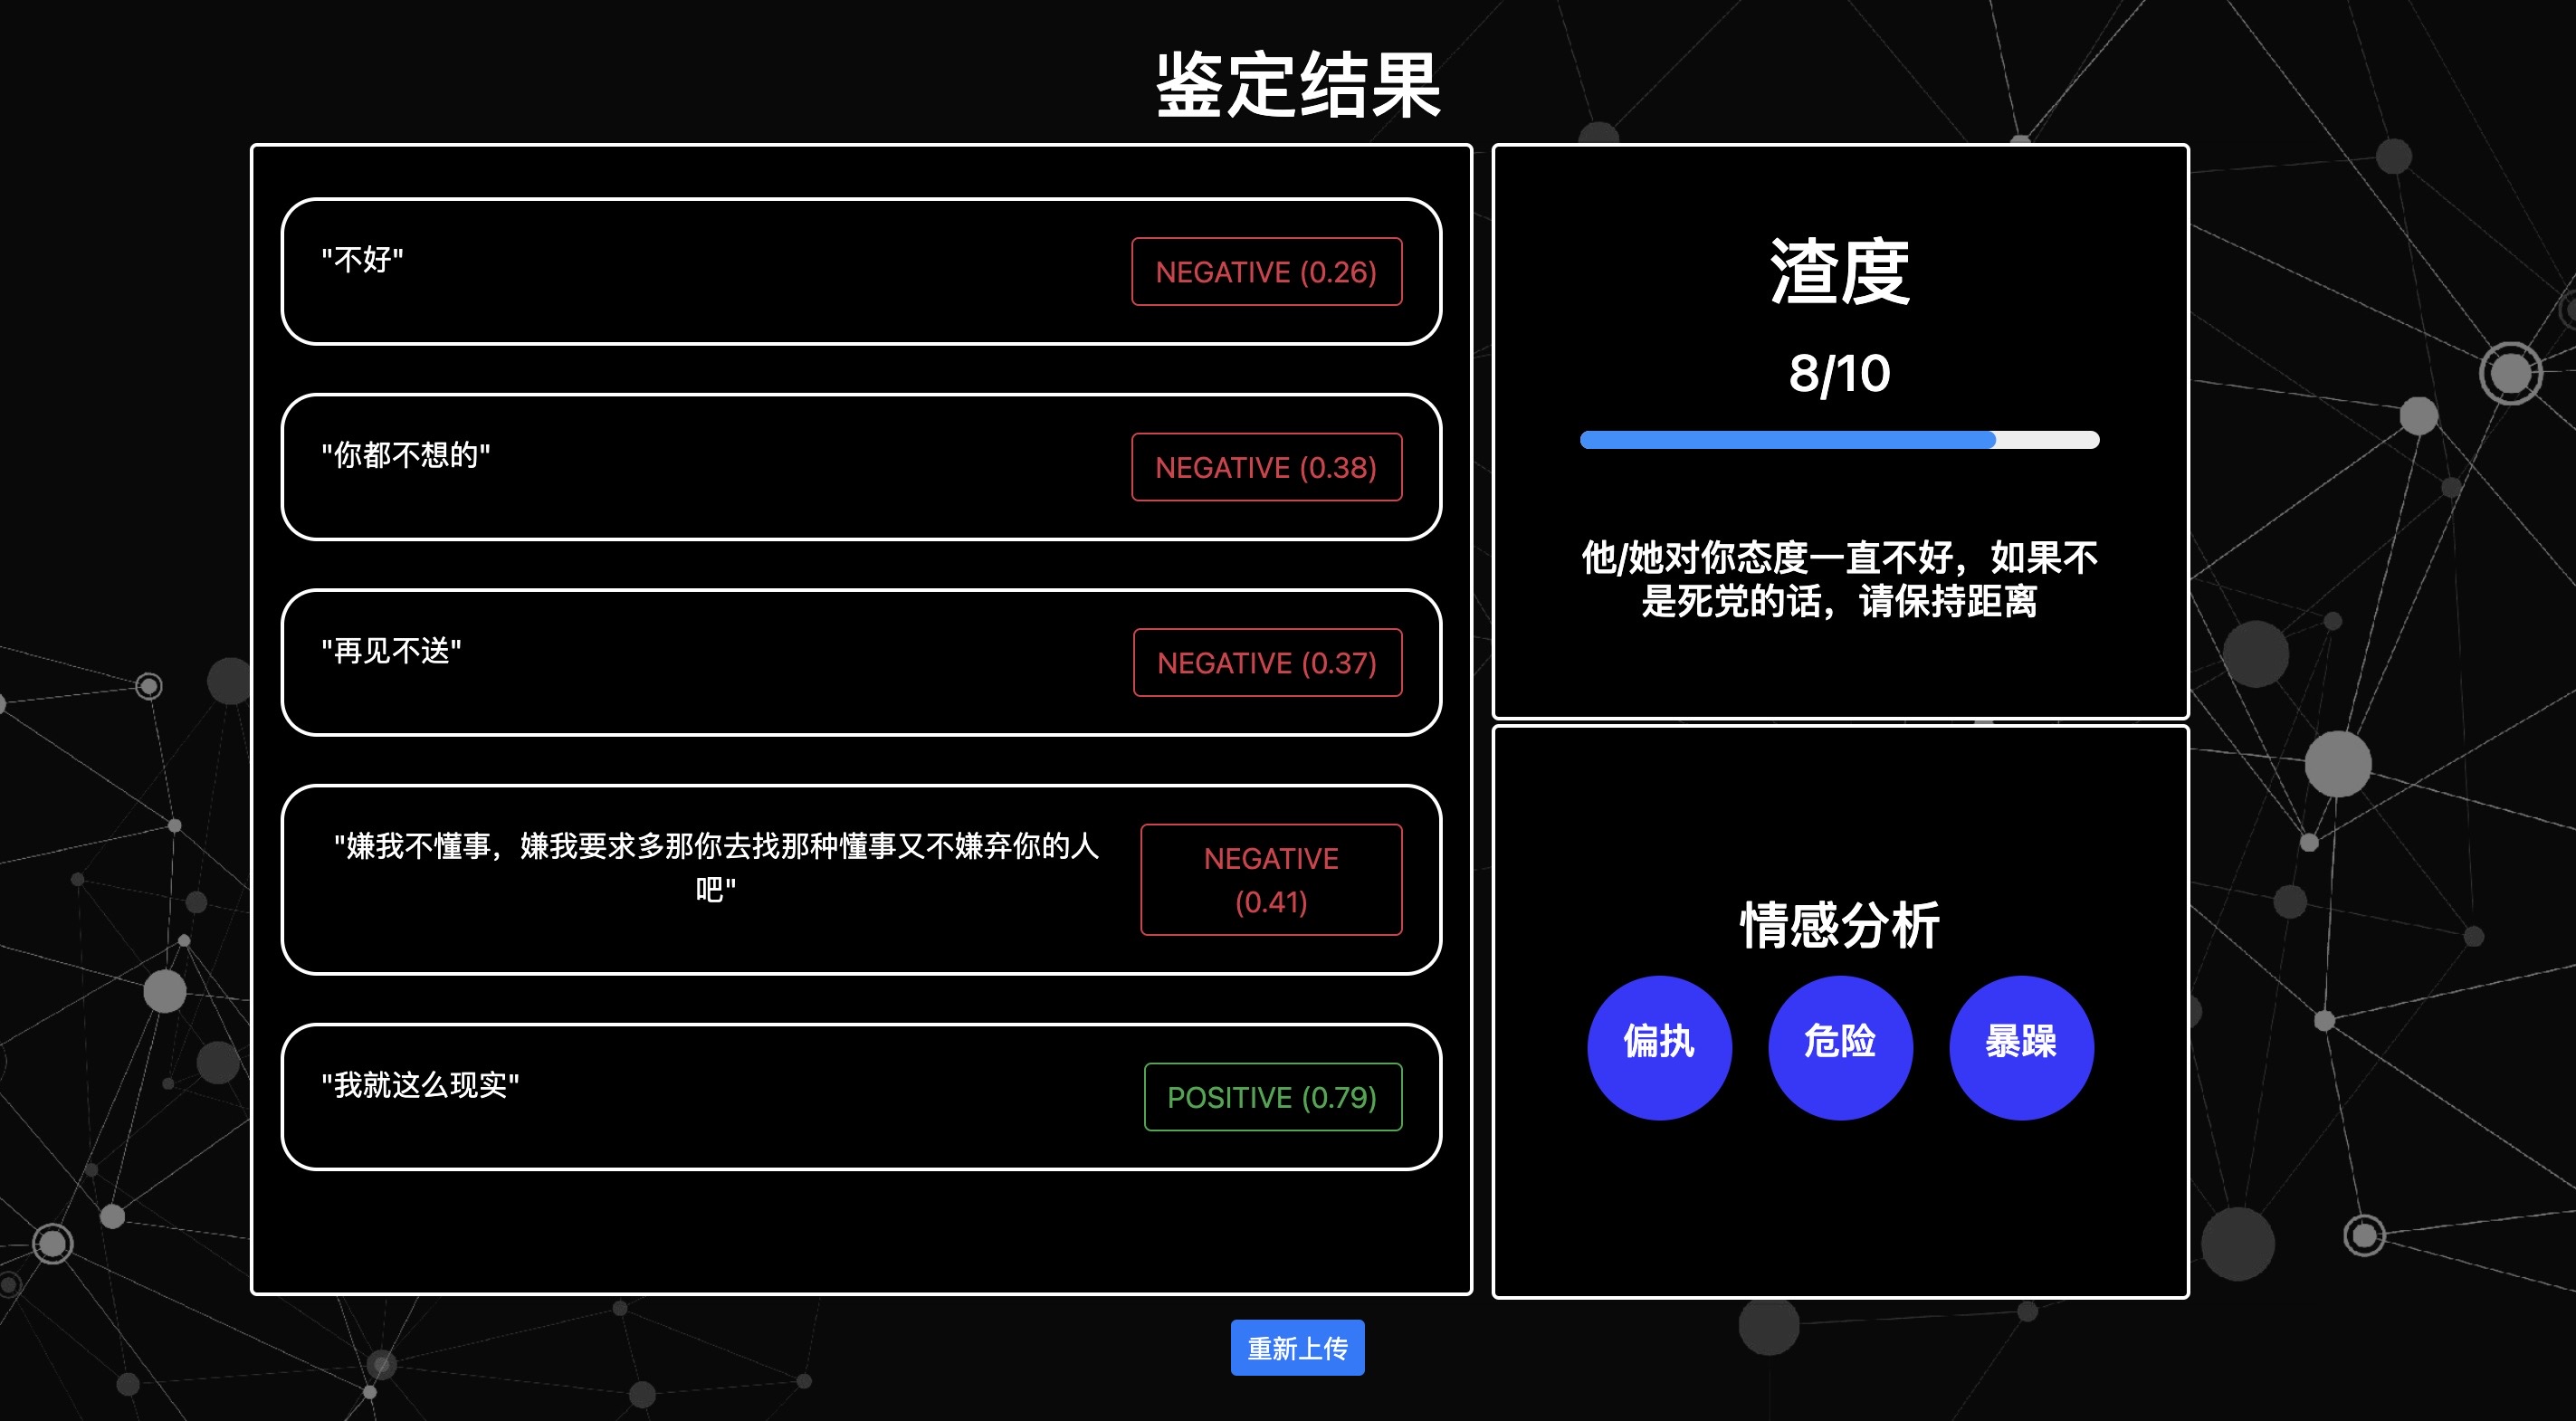 鉴定结果
"不好"
NEGATIVE (0.26)
"你都不想的"
NEGATIVE (0.38)
"再见不送"
NEGATIVE (0.37)
"嫌我不懂事，嫌我要求多那你去找那种懂事又不嫌弃你的人
吧"
NEGATIVE
(0.41)
"我就这么现实"
POSITIVE (0.79)
渣度
8/10
他/她对你态度一直不好，如果不
是死党的话，请保持距离
情感分析
偏执
危险
暴躁
重新上传